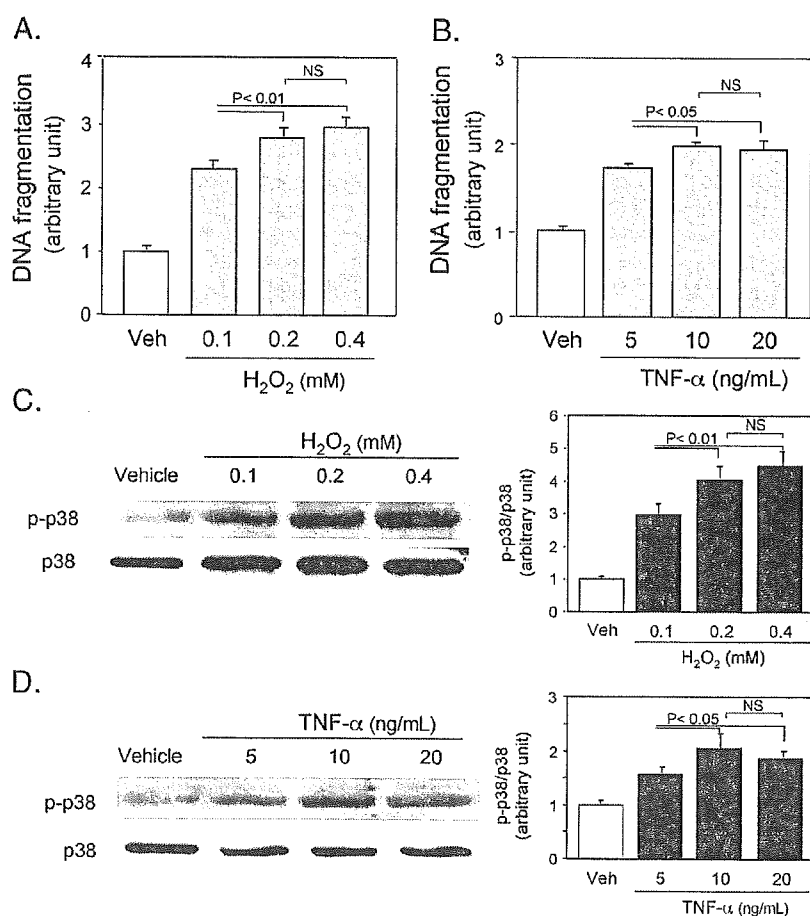 A.
DNA fragmentation
(arbitrary unit)
4
3
2
1
0
NS
P< 0.01
Veh 0.1 0.2 0.4
H₂O₂ (mM)
B.
DNA fragmentation
(arbitrary unit)
3
2
1
0
NS
P< 0.05
Veh 5 10 20
TNF-α (ng/mL)
C.
H₂O₂ (mM)
Vehicle 0.1 0.2 0.4
p-p38
p38
p-p38/p38
(arbitrary unit)
6
5
4
3
2
1
0
NS
P< 0.01
Veh 0.1 0.2 0.4
H₂O₂ (mM)
D.
TNF-α (ng/mL)
Vehicle 5 10 20
p-p38
p38
p-p38/p38
(arbitrary unit)
3
2
1
0
NS
P< 0.05
Veh 5 10 20
TNF-α (ng/mL)